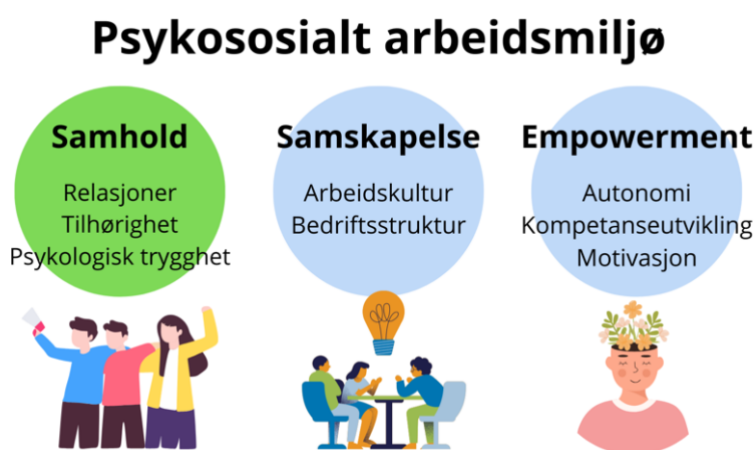 Psykososialt arbeidsmiljø
Samhold
Relasjoner
Tilhørighet
Psykologisk trygghet
Samskapelse
Arbeidskultur
Bedriftsstruktur
Empowerment
Autonomi
Kompetanseutvikling
Motivasjon